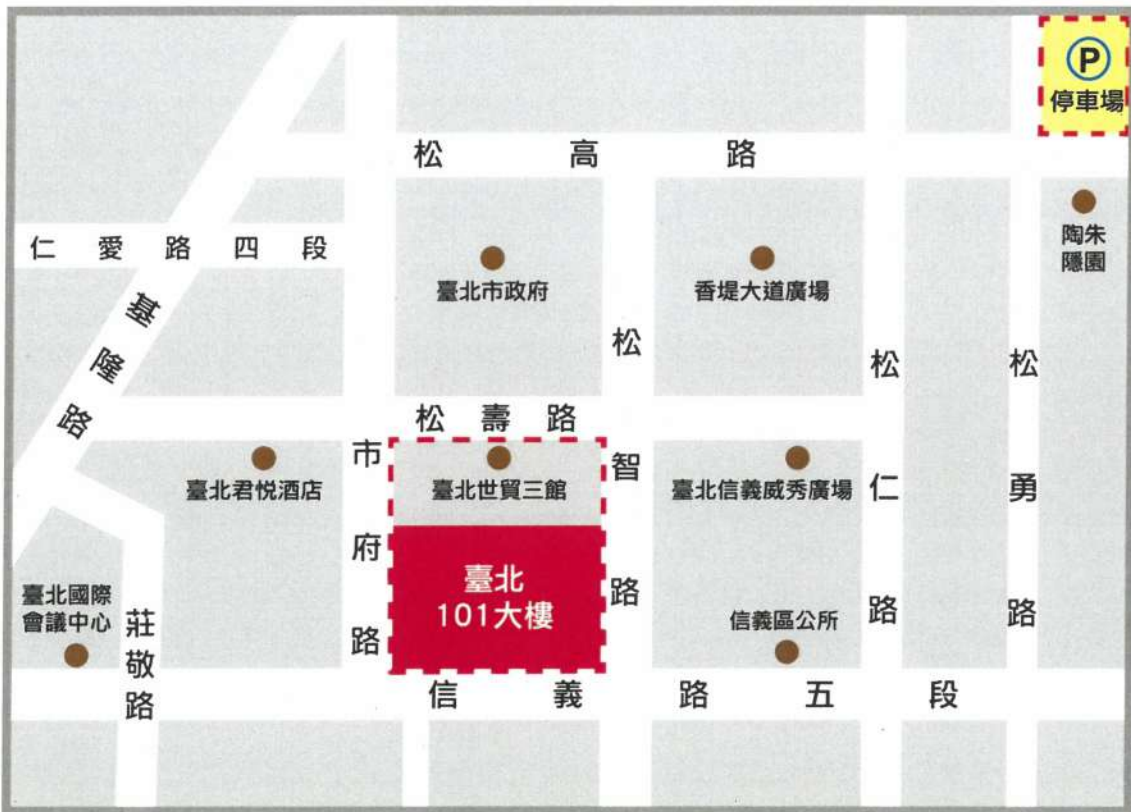 P
停車場
松高路
陶朱
隱園
仁愛路四段
臺北市政府
香堤大道廣場
基隆路
松智路
松仁路
松勇路
松壽路
市府路
臺北君悅酒店
臺北世貿三館
臺北信義威秀廣場
臺北
101大樓
臺北國際
會議中心
莊敬路
信義區公所
信義路五段